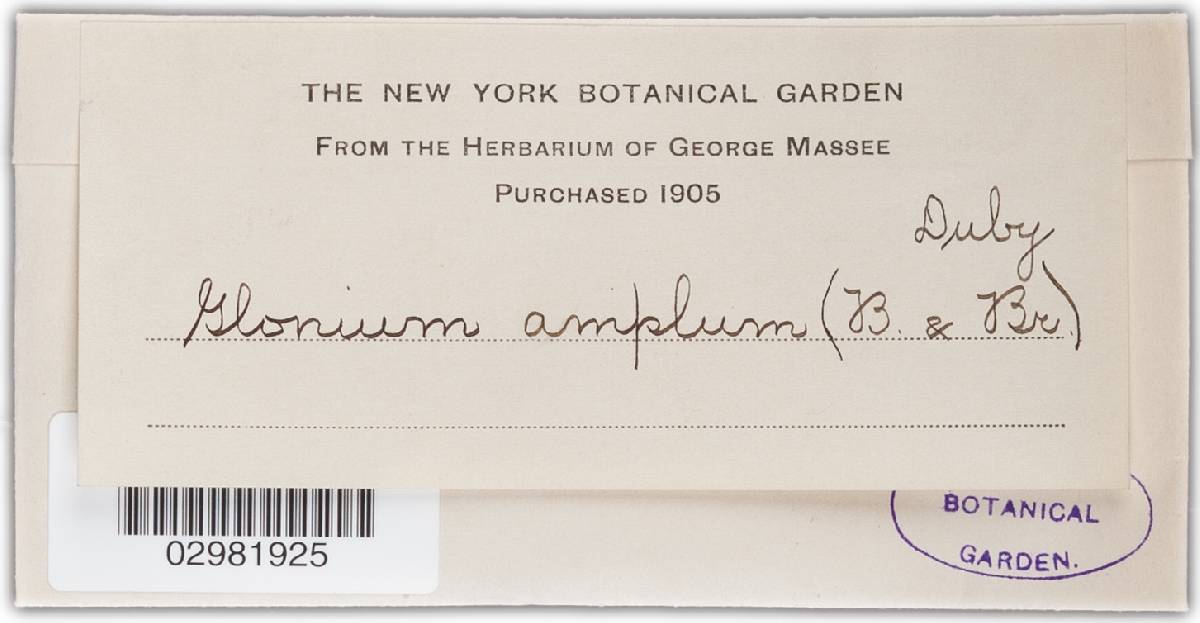 THE NEW YORK BOTANICAL GARDEN
FROM THE HERBARIUM OF GEORGE MASSEE
PURCHASED 1905
Duby
Glonium amplum (B. & Br.)
02981925
BOTANICAL
GARDEN.